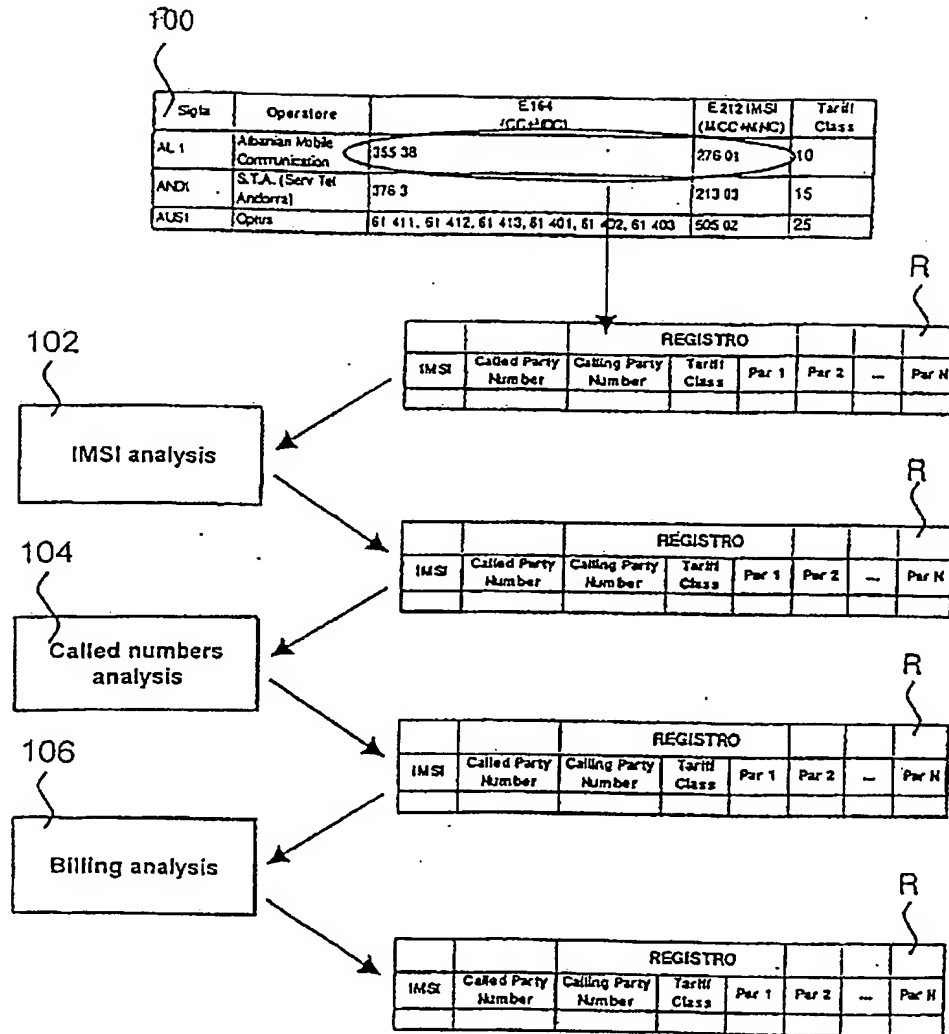 100
Sigla Operatore E.164 (CC+NDC) E.212 IMSI (MCC+MNC) Tariff Class
AL 1 Albanian Mobile Communication 355 38 276 01 10
AND1 S.T.A. (Serv Tel Andorra) 376 3 213 03 15
AUS1 Optus 61 411, 61 412, 61 413, 61 401, 61 402, 61 403 505 02 25
R
REGISTRO
IMSI Called Party Number Calling Party Number Tariff Class Par 1 Par 2 ... Par N
102
IMSI analysis
R
REGISTRO
IMSI Called Party Number Calling Party Number Tariff Class Par 1 Par 2 ... Par N
104
Called numbers
analysis
R
REGISTRO
IMSI Called Party Number Calling Party Number Tariff Class Par 1 Par 2 ... Par N
106
Billing analysis
R
REGISTRO
IMSI Called Party Number Calling Party Number Tariff Class Par 1 Par 2 ... Par N